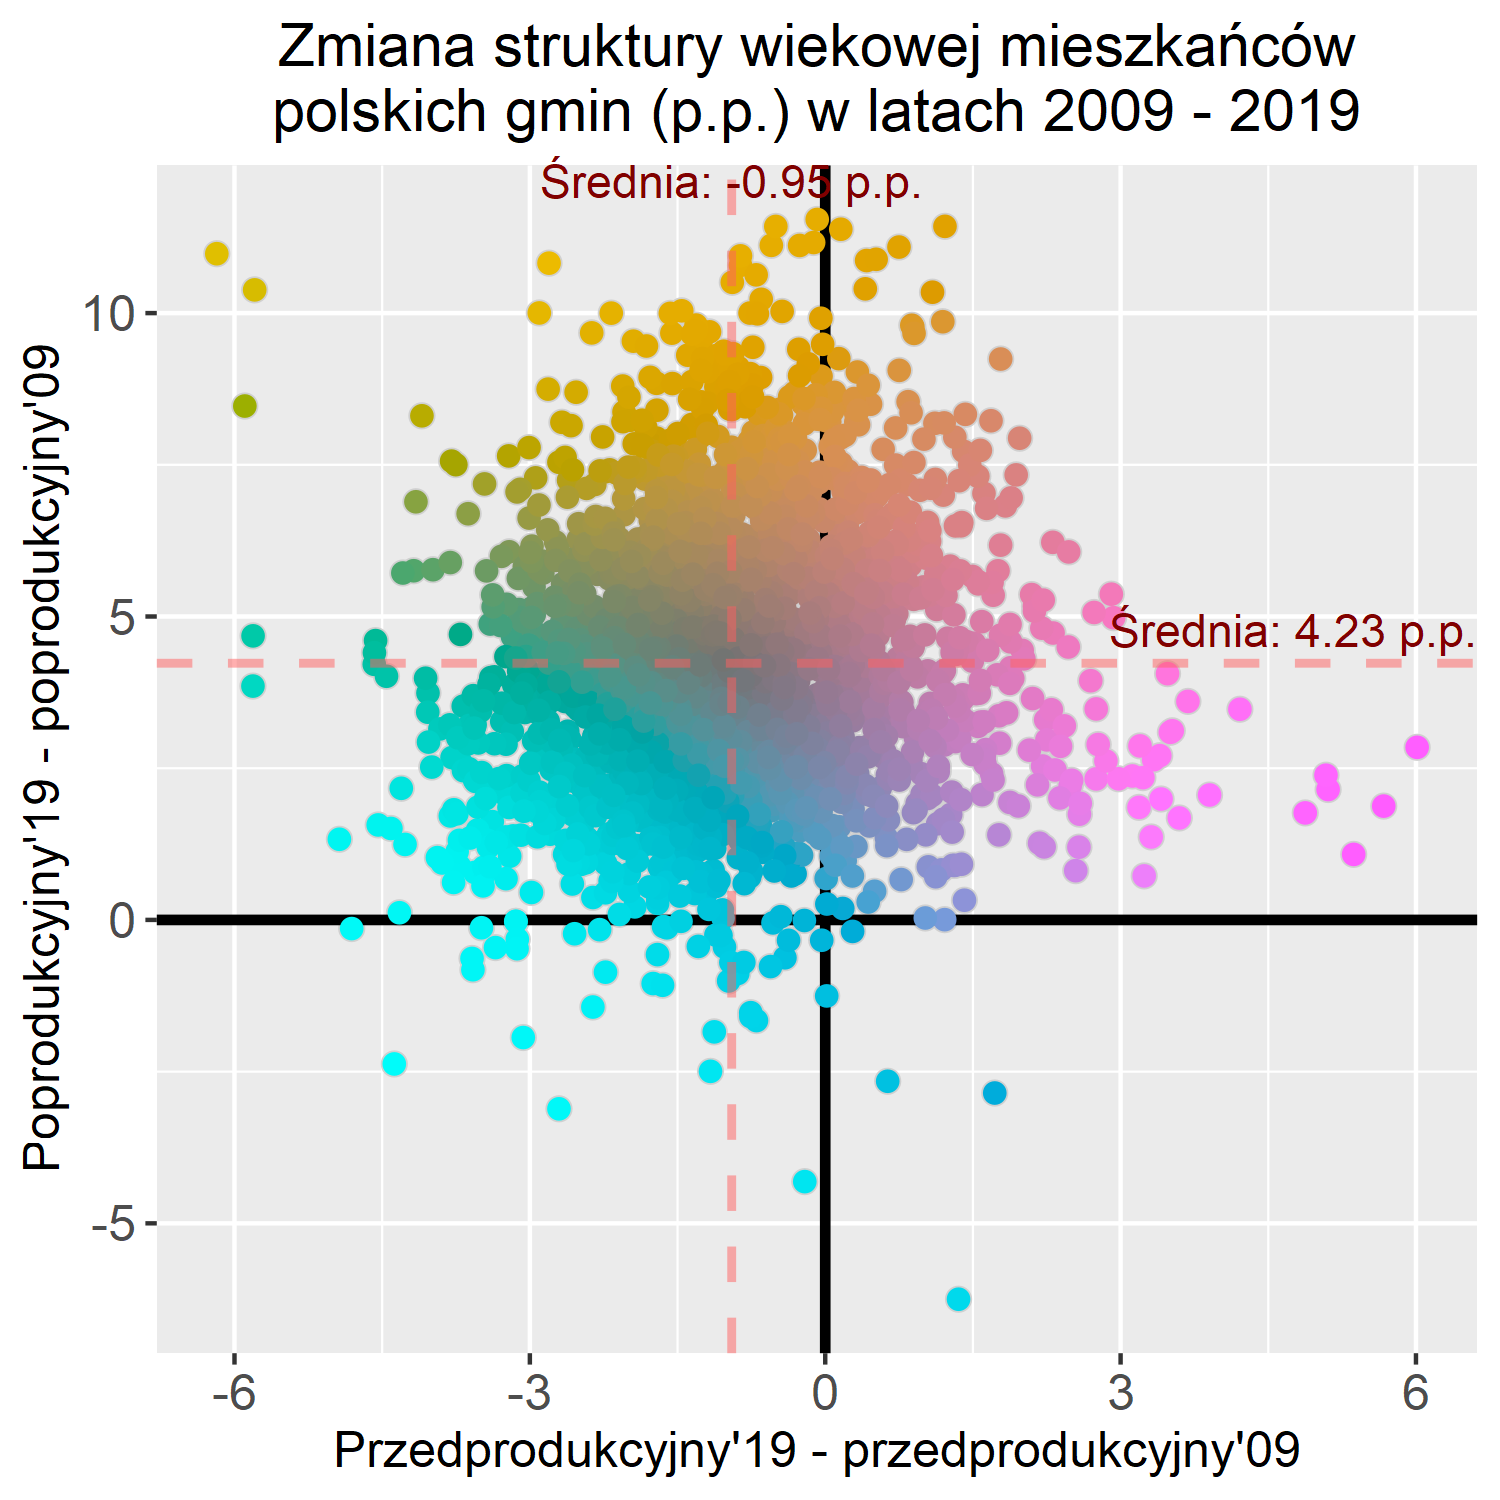 Zmiana struktury wiekowej mieszkańców
polskich gmin (p.p.) w latach 2009 - 2019
Średnia: -0.95 p.p.
10
5
Średnia: 4.23 p.p.
0
-5
Poprodukcyjny'19 - poprodukcyjny'09
-6
-3
0
3
6
Przedprodukcyjny'19 - przedprodukcyjny'09